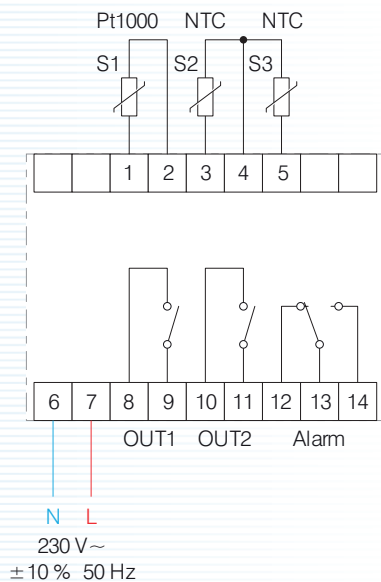 Pt1000 NTC NTC
S1 S2 S3
1 2 3 4 5
6 7 8 9 10 11 12 13 14
OUT1 OUT2 Alarm
N L
230 V~
±10 % 50 Hz